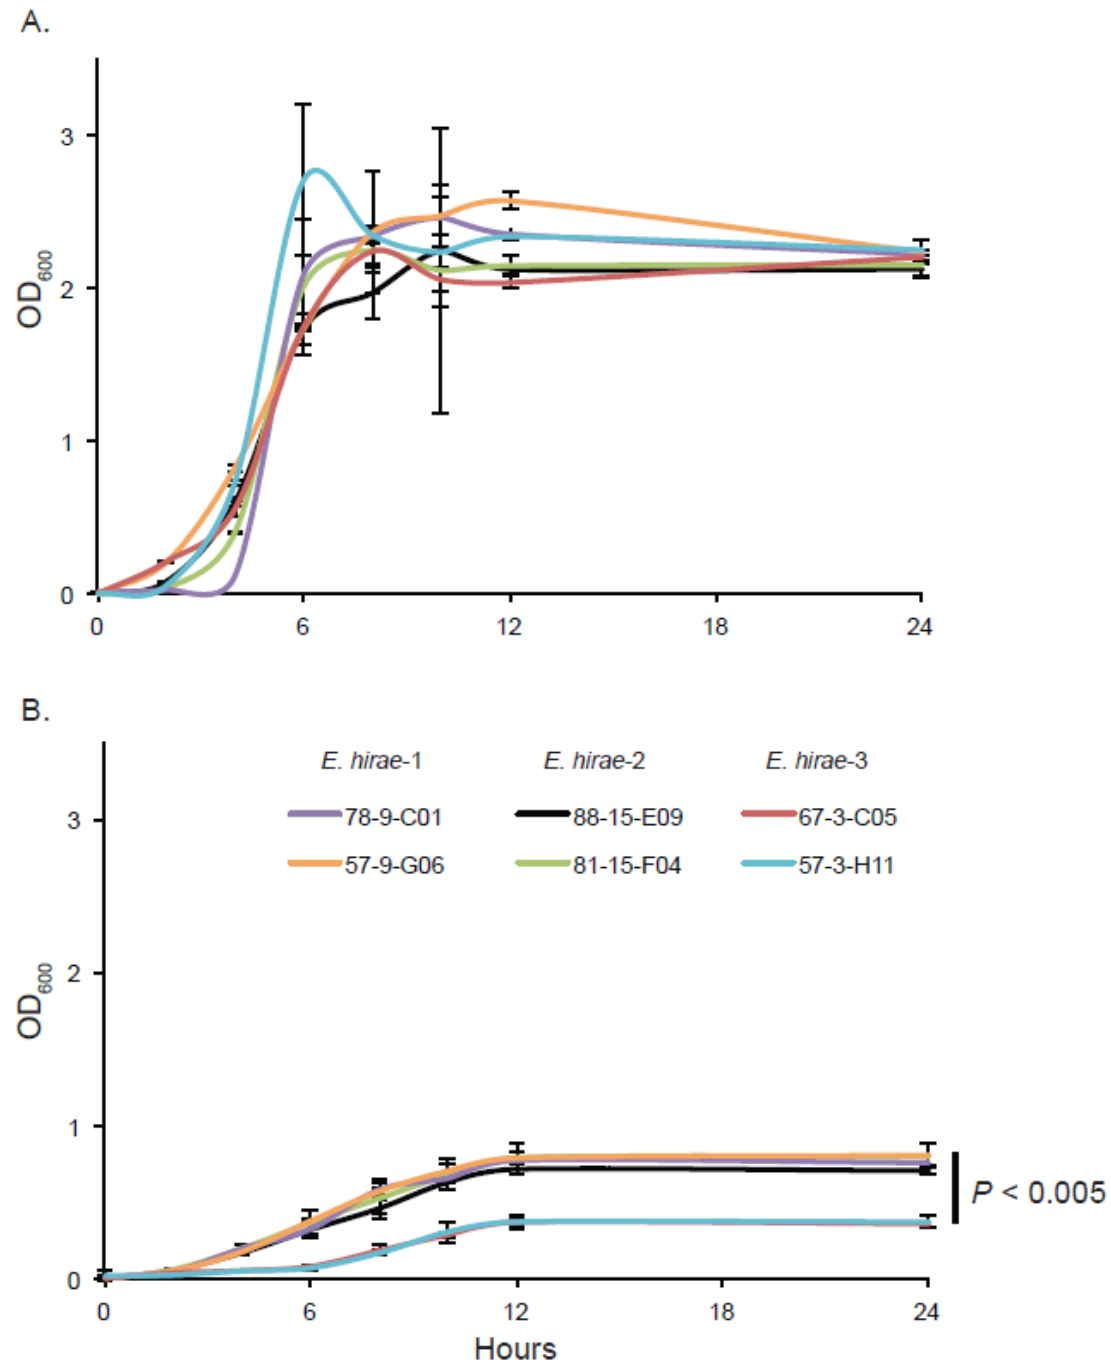 A.
OD600
3
2
1
0
0 6 12 18 24
B.
E. hirae-1 E. hirae-2 E. hirae-3
78-9-C01 88-15-E09 67-3-C05
57-9-G06 81-15-F04 57-3-H11
OD600
3
2
1
0
P < 0.005
0 6 12 18 24
Hours